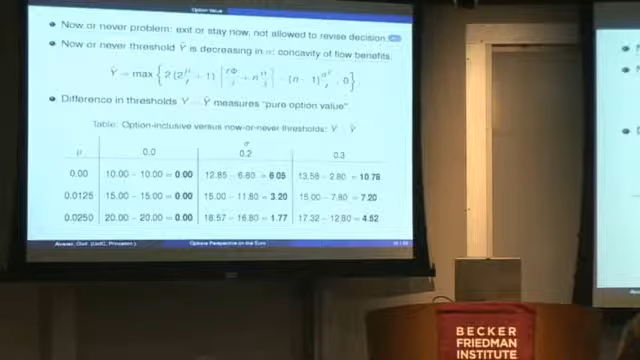 Option Value
Now or never problem: exit or stay now, not allowed to revise decision
Now or never threshold Ỹ is decreasing in σ: concavity of flow benefits:
Difference in thresholds Ȳ − Ỹ measures "pure option value".
Table: Option-inclusive versus now-or-never thresholds: Ȳ − Ỹ
σ
μ 0.0 0.2 0.3
0.00 10.00 − 10.00 = 0.00 12.85 − 6.80 = 6.05 13.58 − 2.80 = 10.78
0.0125 15.00 − 15.00 = 0.00 15.00 − 11.80 = 3.20 15.00 − 7.80 = 7.20
0.0250 20.00 − 20.00 = 0.00 18.57 − 16.80 = 1.77 17.32 − 12.80 = 4.52
Options Perspective on the Euro
BECKER
FRIEDMAN
INSTITUTE